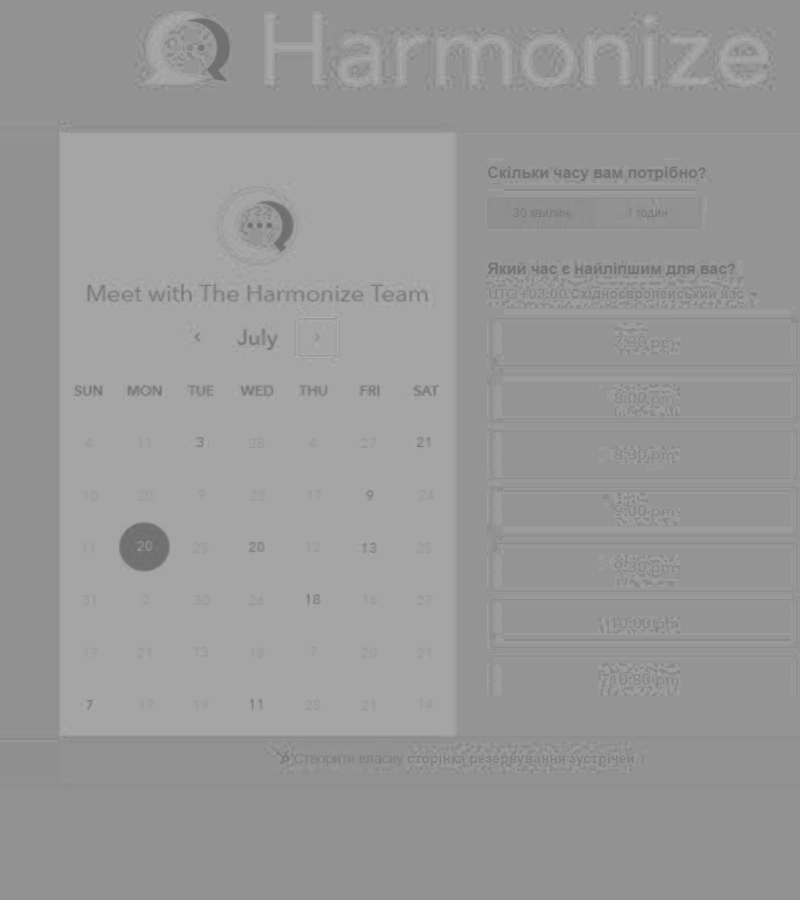 Harmonize
Meet with The Harmonize Team
‹ July ›
SUN MON TUE WED THU FRI SAT
4 11 3 28 4 27 21
10 20 9 22 17 9 24
11 20 25 20 12 13 25
31 2 30 26 18 16 27
17 21 13 16 7 20 21
7 17 19 11 28 21 14
Скільки часу вам потрібно?
30 хвилин 1 годин
Який час є найліпшим для вас?
UTC +03:00 Східноєвропейський час
7:30 pm
8:00 pm
8:30 pm
9:00 pm
9:30 pm
10:00 pm
10:30 pm
Створити власну сторінка резервування зустрічей